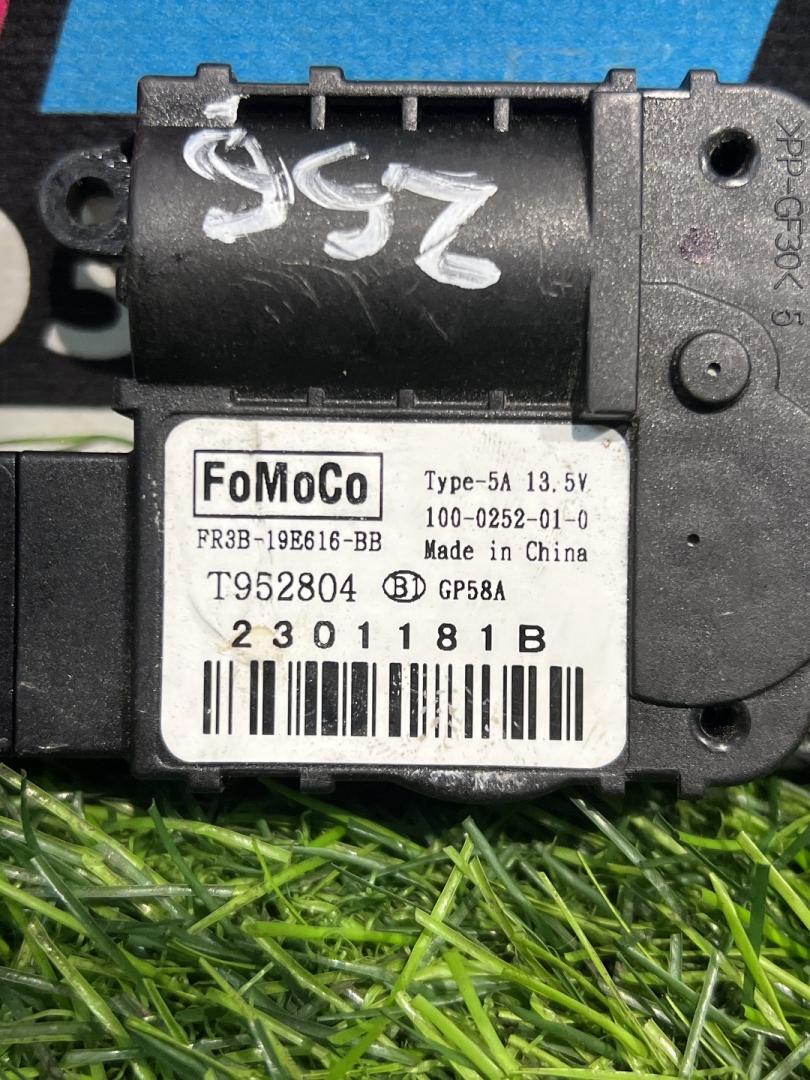 >PP-GF30< 5
FoMoCo
Type-5A 13.5V
100-0252-01-0
FR3B-19E616-BB
Made in China
T952804 B1 GP58A
2301181B